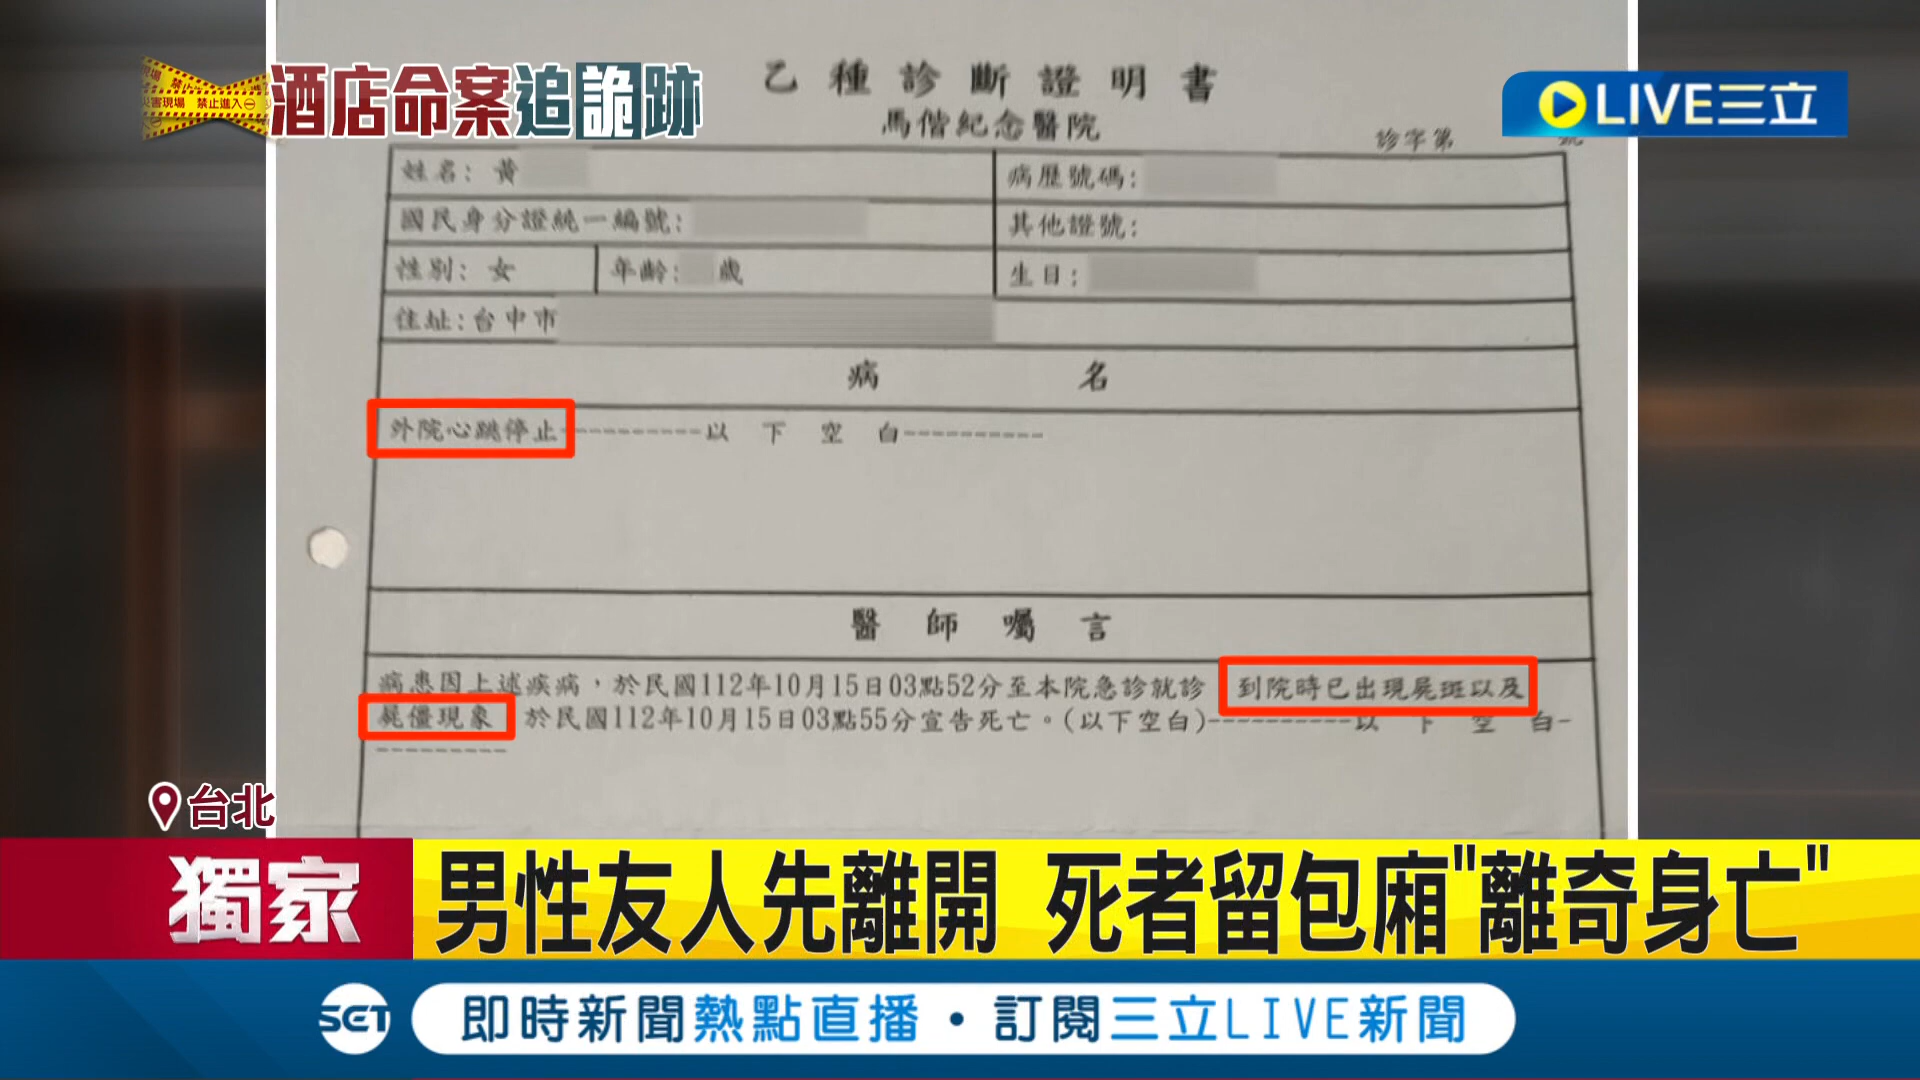 災害現場 禁止進入
酒店命案追詭跡
LIVE三立
乙種診斷證明書
馬偕紀念醫院
診字第 號
姓名: 黃
病歷號碼:
國民身分證統一編號:
其他證號:
性別: 女
年齡: 歲
生日:
住址:台中市
病名
外院心跳停止----------以 下 空 白----------
醫師囑言
病患因上述疾病，於民國112年10月15日03點52分至本院急診就診 到院時已出現屍斑以及
屍僵現象 於民國112年10月15日03點55分宣告死亡。(以下空白)----------以 下 空 白-
---------
台北
獨家
男性友人先離開 死者留包廂"離奇身亡"
SET
即時新聞熱點直播・訂閱三立LIVE新聞